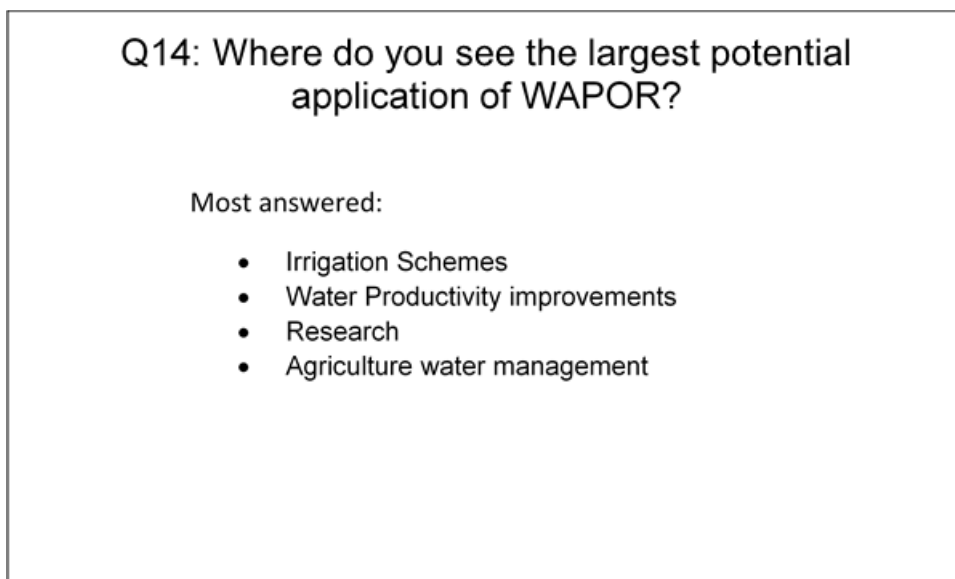 Q14: Where do you see the largest potential
application of WAPOR?
Most answered:
• Irrigation Schemes
• Water Productivity improvements
• Research
• Agriculture water management